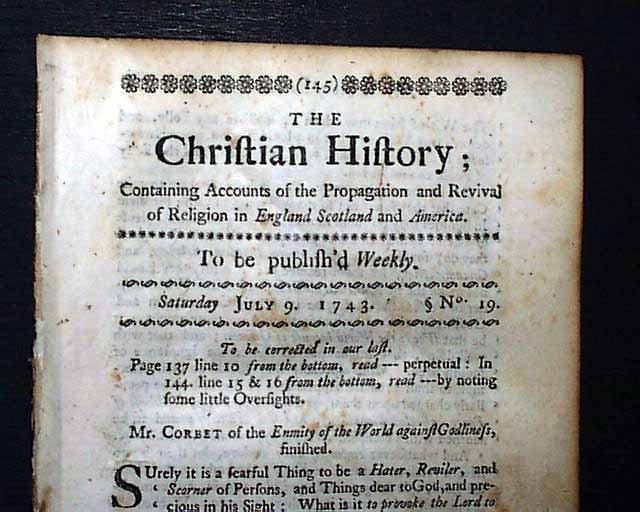 (145)
THE
Chriſtian Hiſtory;
Containing Accounts of the Propagation and Revival
of Religion in England Scotland and America.
To be publiſh'd Weekly.
Saturday JULY 9. 1743. § No. 19.
To be corrected in our laſt.
Page 137 line 10 from the bottom, read --- perpetual: In
144. line 15 & 16 from the bottom, read ---by noting
ſome little Overſights.
Mr. CORBET of the Enmity of the World againſt Godlineſs,
finiſhed.
SUrely it is a fearful Thing to be a Hater, Reviler, and
‘ Scorner of Perſons, and Things dear to God, and pre-
‘ cious in his Sight: What is it to provoke the Lord to